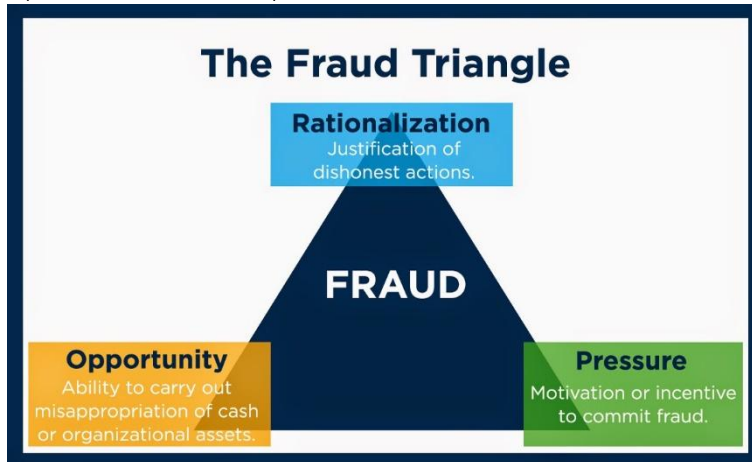 The Fraud Triangle
Rationalization
Justification of
dishonest actions.
FRAUD
Opportunity
Ability to carry out
misappropriation of cash
or organizational assets.
Pressure
Motivation or incentive
to commit fraud.